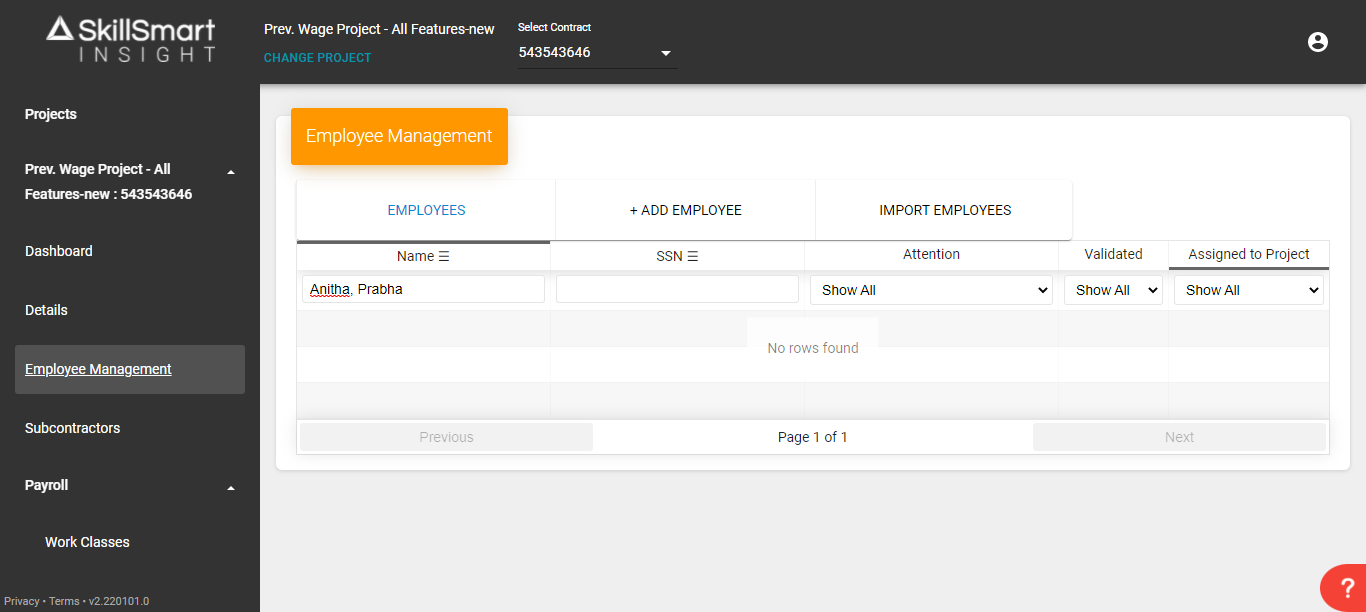 SkillSmart
INSIGHT
Prev. Wage Project - All Features-new
CHANGE PROJECT
Select Contract
543543646
Projects
Prev. Wage Project - All
Features-new : 543543646
Dashboard
Details
Employee Management
Subcontractors
Payroll
Work Classes
Privacy • Terms • v2.220101.0
Employee Management
EMPLOYEES
+ ADD EMPLOYEE
IMPORT EMPLOYEES
Name ☰
SSN ☰
Attention
Validated
Assigned to Project
Anitha, Prabha
Show All
Show All
Show All
No rows found
Previous
Page 1 of 1
Next
?